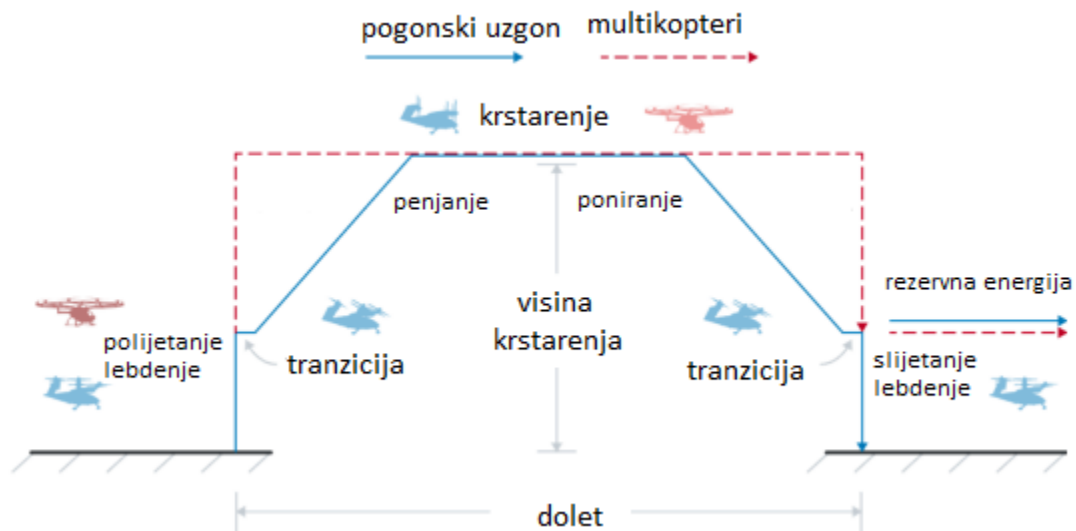 pogonski uzgon
multikopteri
krstarenje
penjanje
poniranje
rezervna energija
visina
krstarenja
polijetanje
lebdenje
tranzicija
tranzicija
slijetanje
lebdenje
dolet